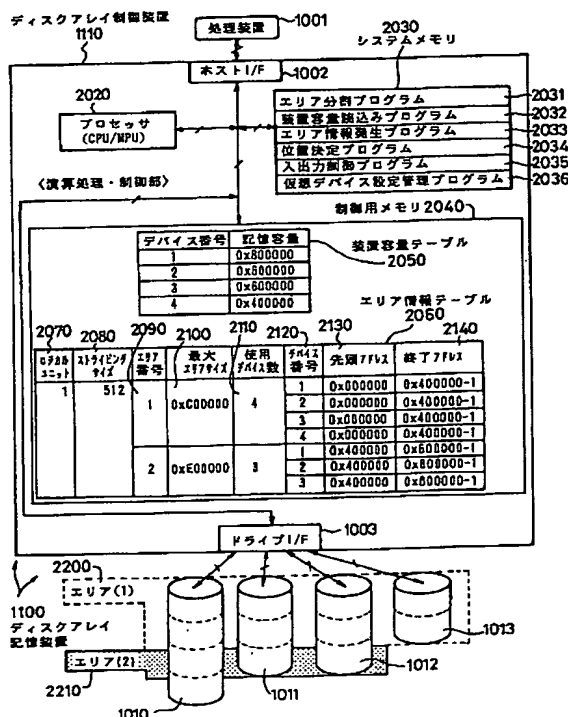 ディスクアレイ制御装置
1110
処理装置
1001
ホストI/F
1002
2030
システムメモリ
2020
プロセッサ
(CPU/MPU)
エリア分割プログラム
2031
装置容量読込みプログラム
2032
エリア情報発生プログラム
2033
位置決定プログラム
2034
入出力制御プログラム
2035
仮想デバイス設定管理プログラム
2036
〈演算処理・制御部〉
制御用メモリ 2040
デバイス番号 記憶容量
1 0x800000
2
3 0x600000
4 0x400000
2050
装置容量テーブル
エリア情報テーブル
2060
2070 2080 2090 2100 2110 2120 2130 2140
ロジカルユニット ストライピングサイズ エリア番号 最大エリアサイズ 使用デバイス数 デバイス番号 先頭アドレス 終了アドレス
1 512 1 0xC00000 4
1 0x000000 0x400000-1
2 0x000000 0x400000-1
3 0x000000 0x400000-1
4 0x000000 0x400000-1
2 0xE00000 3
1 0x400000
2 0x400000
3 0x400000
ドライブI/F
1003
2200
エリア(1)
1100
ディスクアレイ
記憶装置
エリア(2)
2210
1010
1011
1012
1013